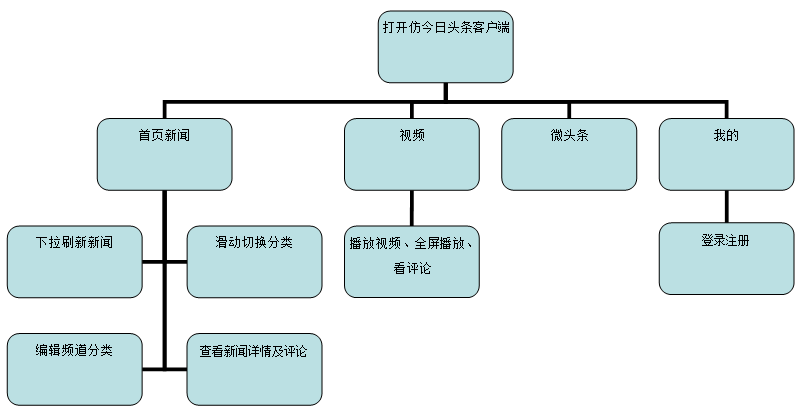 打开仿今日头条客户端
首页新闻
视频
微头条
我的
下拉刷新新闻
滑动切换分类
播放视频、全屏播放、
看评论
登录注册
编辑频道分类
查看新闻详情及评论